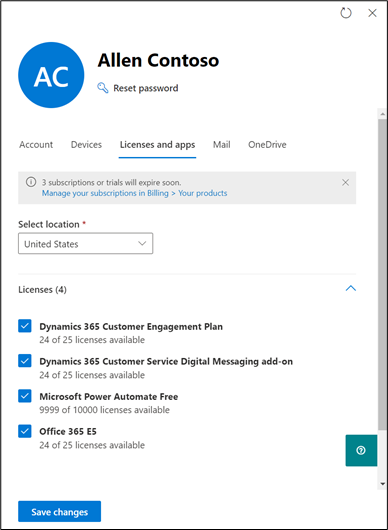 AC
Allen Contoso
Reset password
Account Devices Licenses and apps Mail OneDrive
3 subscriptions or trials will expire soon.
Manage your subscriptions in Billing > Your products
Select location *
United States
Licenses (4)
Dynamics 365 Customer Engagement Plan
24 of 25 licenses available
Dynamics 365 Customer Service Digital Messaging add-on
24 of 25 licenses available
Microsoft Power Automate Free
9999 of 10000 licenses available
Office 365 E5
24 of 25 licenses available
Save changes